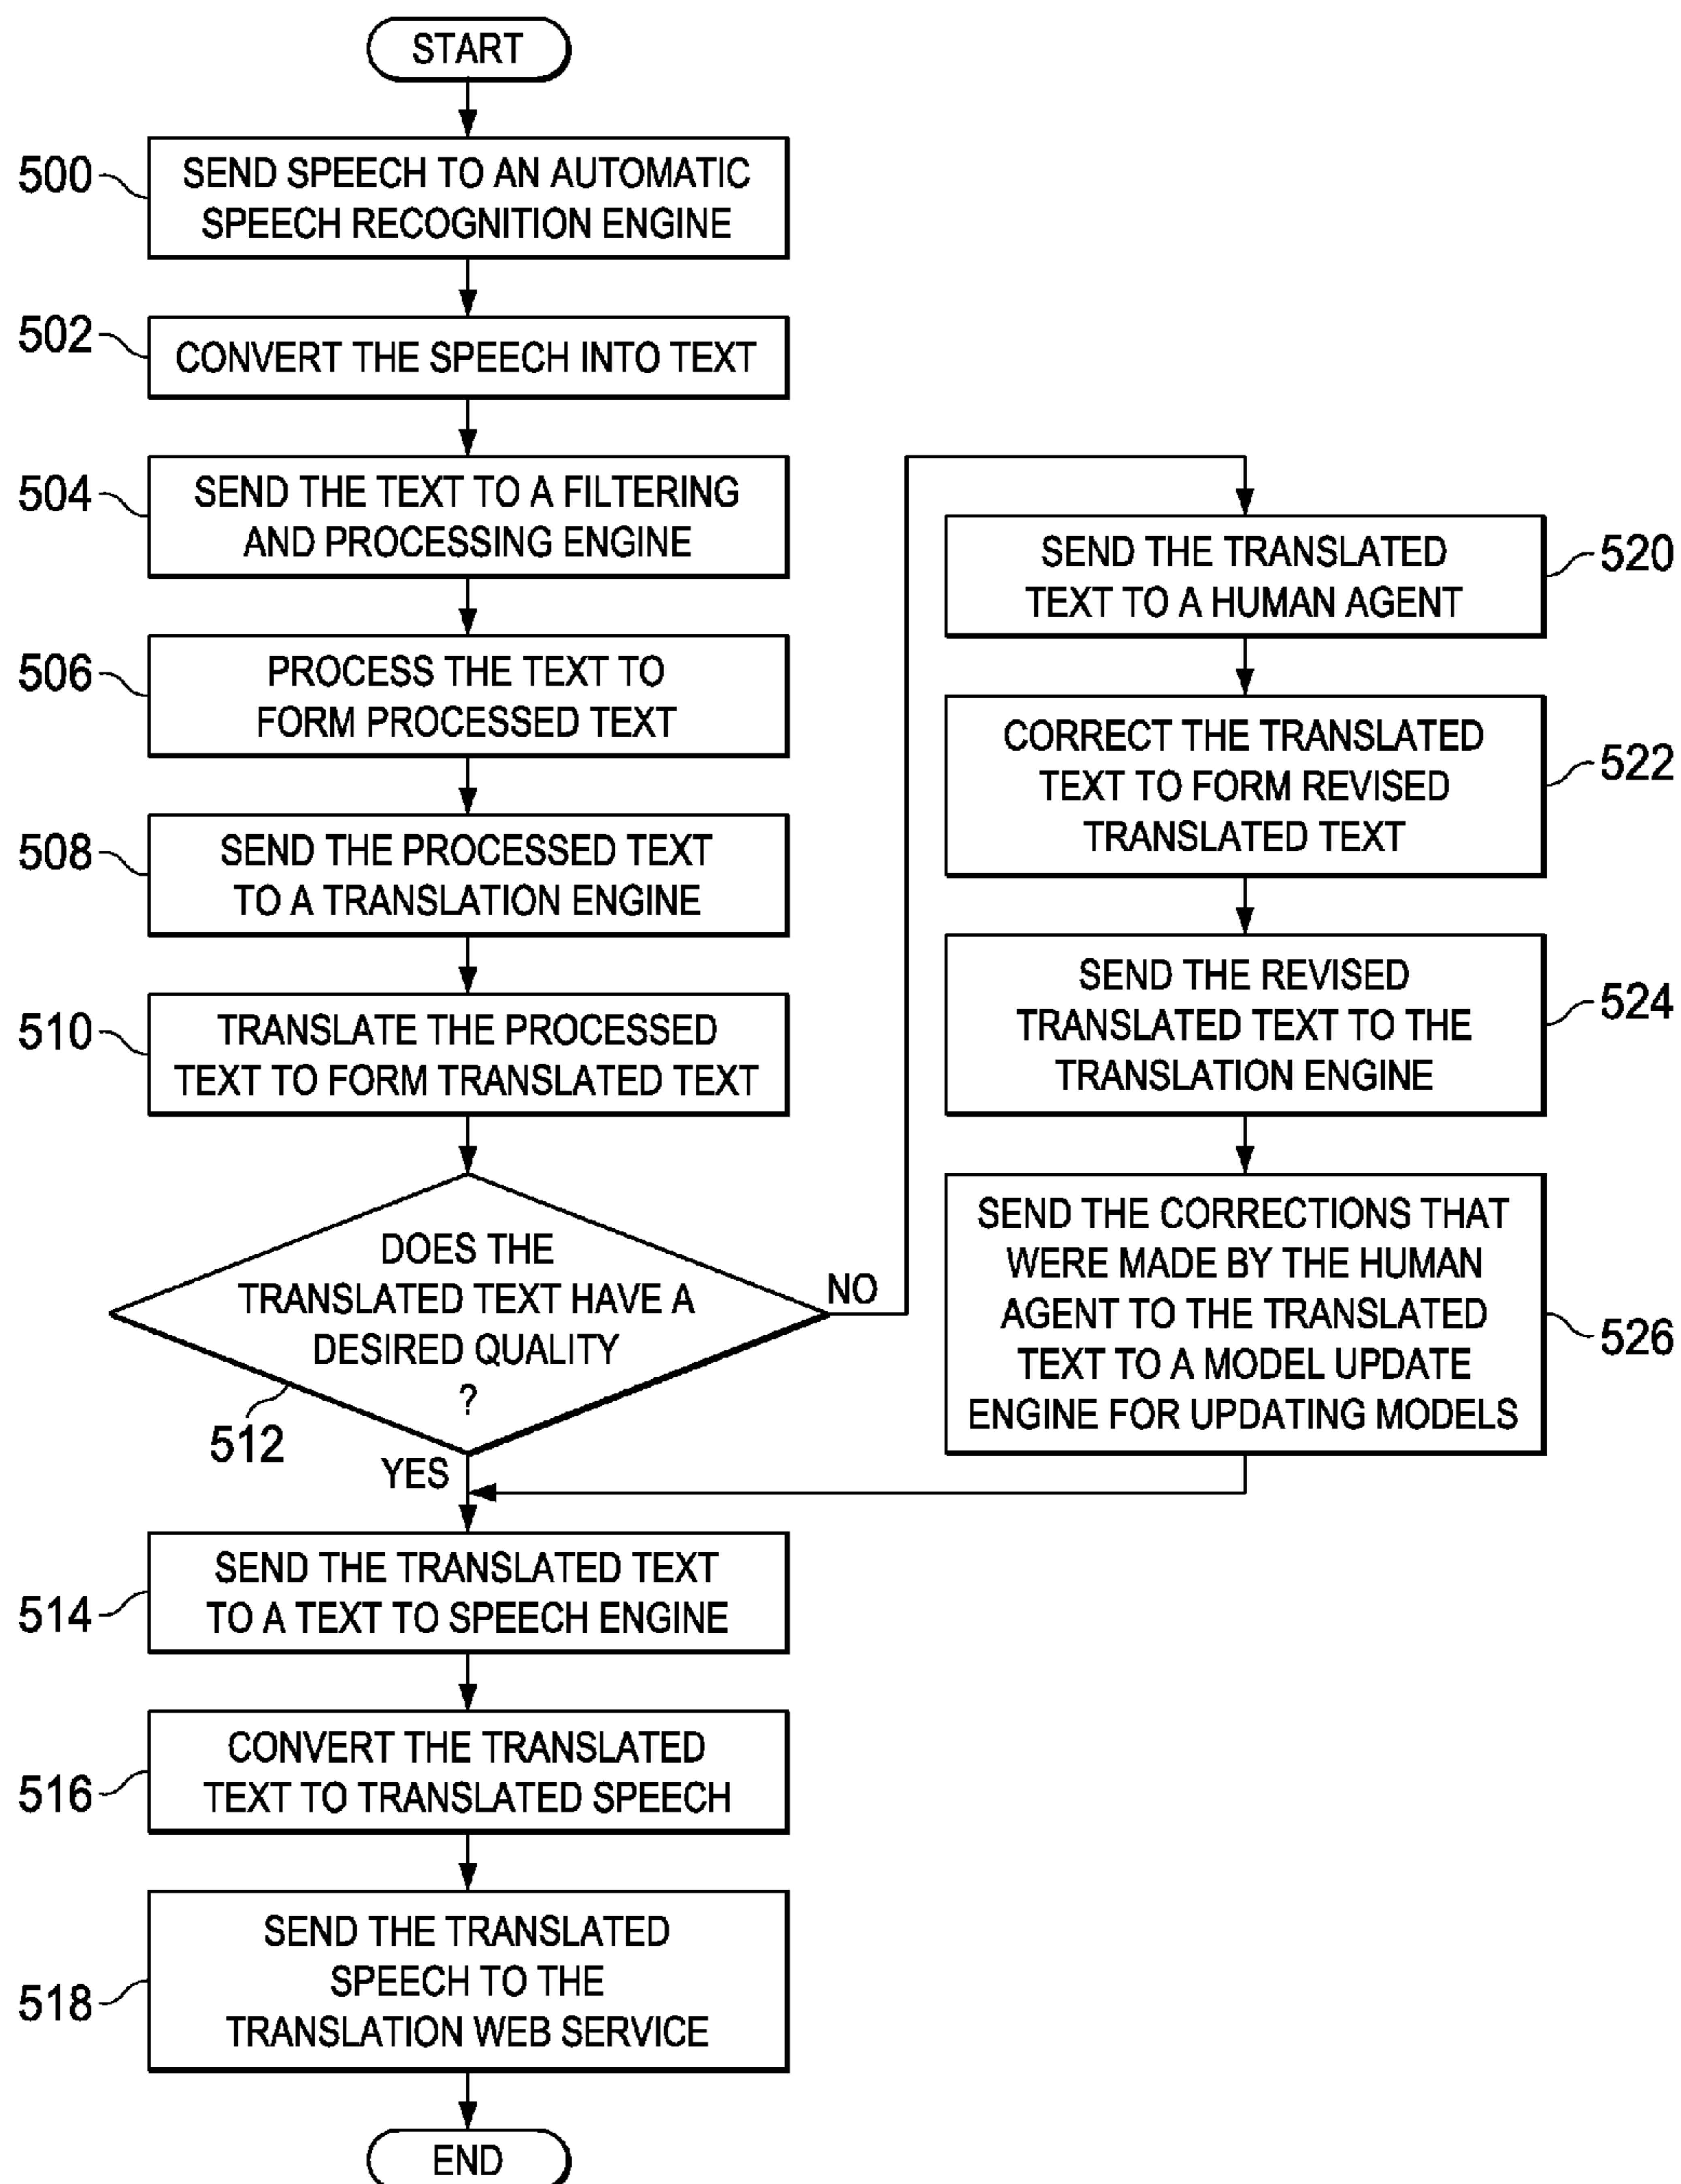 START
500
SEND SPEECH TO AN AUTOMATIC
SPEECH RECOGNITION ENGINE
502
CONVERT THE SPEECH INTO TEXT
504
SEND THE TEXT TO A FILTERING
AND PROCESSING ENGINE
506
PROCESS THE TEXT TO
FORM PROCESSED TEXT
508
SEND THE PROCESSED TEXT
TO A TRANSLATION ENGINE
510
TRANSLATE THE PROCESSED
TEXT TO FORM TRANSLATED TEXT
DOES THE
TRANSLATED TEXT HAVE A
DESIRED QUALITY
?
512
NO
YES
520
SEND THE TRANSLATED
TEXT TO A HUMAN AGENT
522
CORRECT THE TRANSLATED
TEXT TO FORM REVISED
TRANSLATED TEXT
524
SEND THE REVISED
TRANSLATED TEXT TO THE
TRANSLATION ENGINE
526
SEND THE CORRECTIONS THAT
WERE MADE BY THE HUMAN
AGENT TO THE TRANSLATED
TEXT TO A MODEL UPDATE
ENGINE FOR UPDATING MODELS
514
SEND THE TRANSLATED TEXT
TO A TEXT TO SPEECH ENGINE
516
CONVERT THE TRANSLATED
TEXT TO TRANSLATED SPEECH
518
SEND THE TRANSLATED
SPEECH TO THE
TRANSLATION WEB SERVICE
END